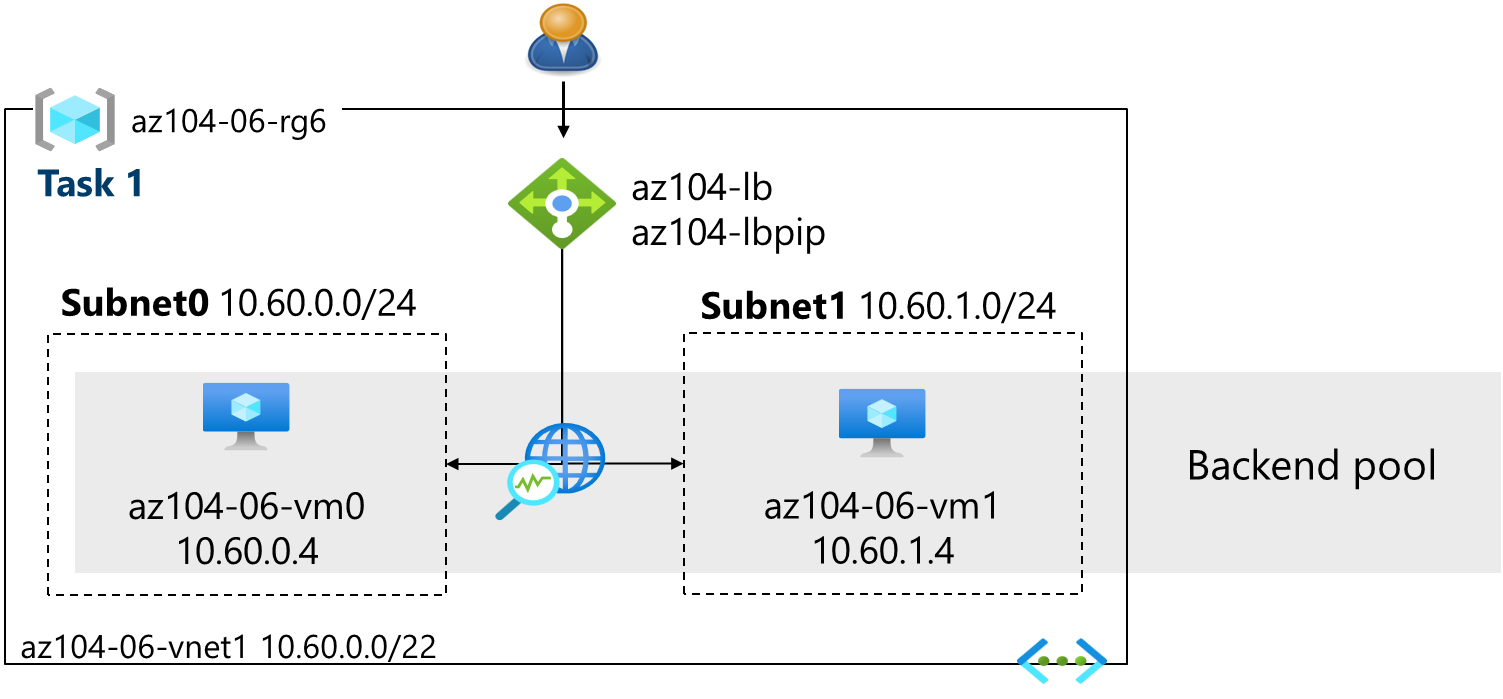 az104-06-rg6
Task 1
az104-lb
az104-lbpip
Subnet0 10.60.0.0/24
Subnet1 10.60.1.0/24
az104-06-vm0
10.60.0.4
az104-06-vm1
10.60.1.4
Backend pool
az104-06-vnet1 10.60.0.0/22